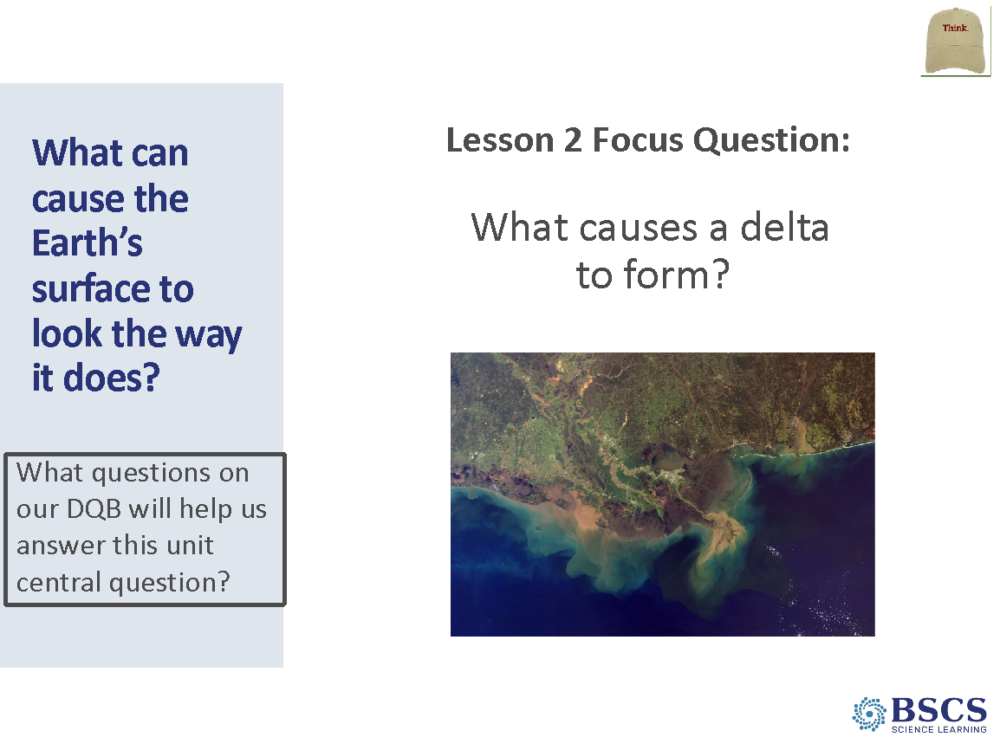 Think.
What can
cause the
Earth’s
surface to
look the way
it does?
What questions on
our DQB will help us
answer this unit
central question?
Lesson 2 Focus Question:
What causes a delta
to form?
BSCS
SCIENCE LEARNING